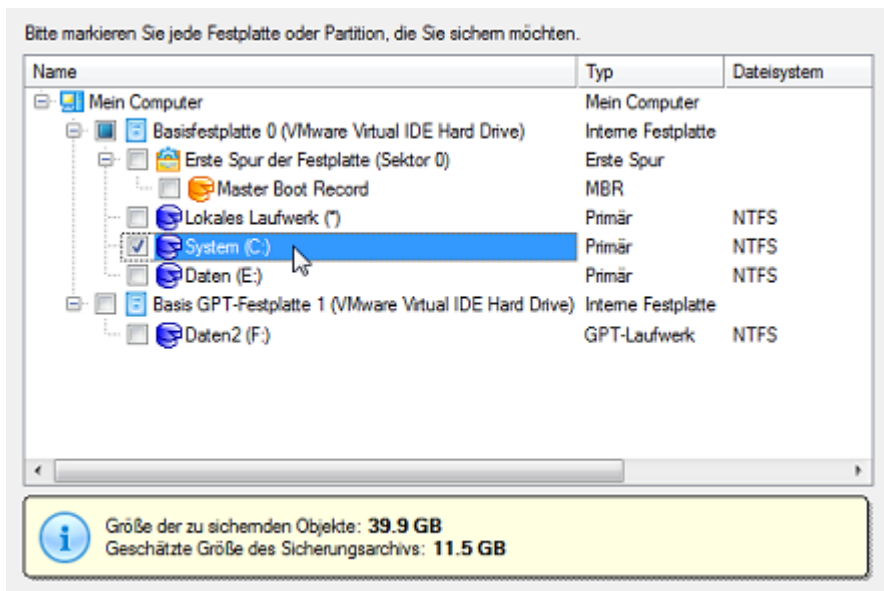 Bitte markieren Sie jede Festplatte oder Partition, die Sie sichern möchten.
Name Typ Dateisystem
Mein Computer Mein Computer
Basisfestplatte 0 (VMware Virtual IDE Hard Drive) Interne Festplatte
Erste Spur der Festplatte (Sektor 0) Erste Spur
Master Boot Record MBR
Lokales Laufwerk (*) Primär NTFS
System (C:) Primär NTFS
Daten (E:) Primär NTFS
Basis GPT-Festplatte 1 (VMware Virtual IDE Hard Drive) Interne Festplatte
Daten2 (F:) GPT-Laufwerk NTFS
Größe der zu sichernden Objekte: 39.9 GB
Geschätzte Größe des Sicherungsarchivs: 11.5 GB